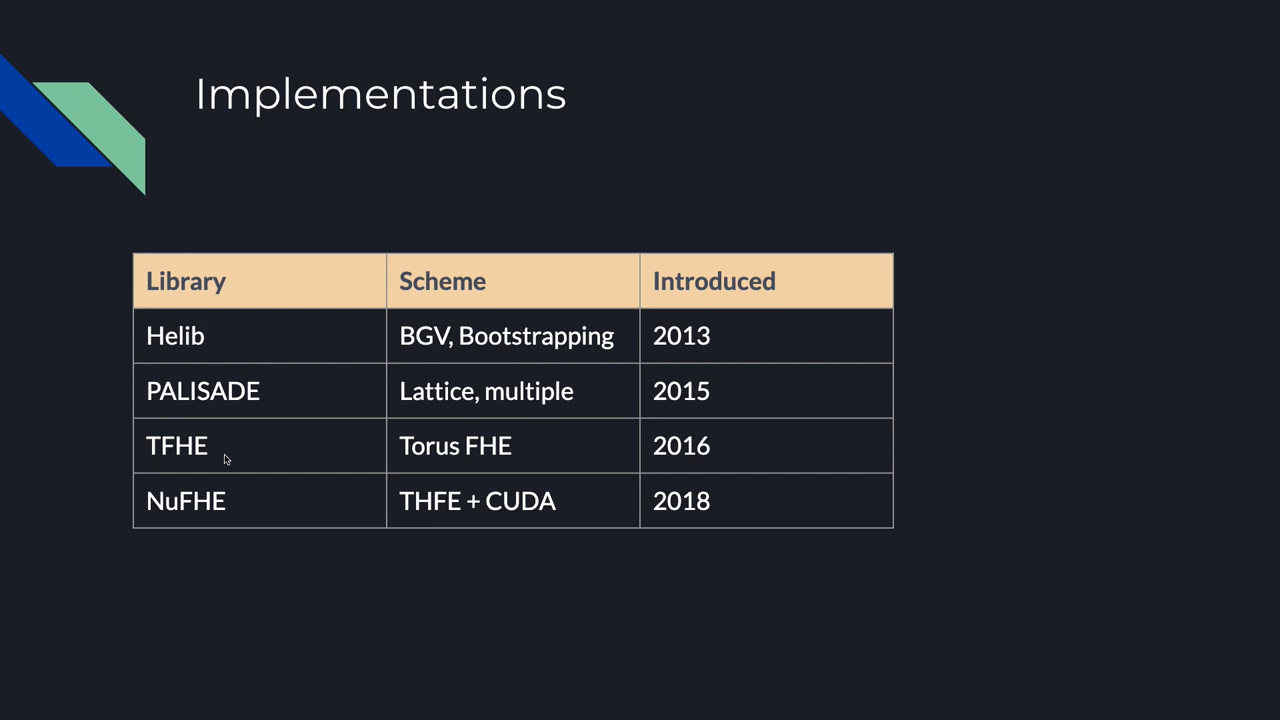 Implementations
Library Scheme Introduced
Helib BGV, Bootstrapping 2013
PALISADE Lattice, multiple 2015
TFHE Torus FHE 2016
NuFHE THFE + CUDA 2018